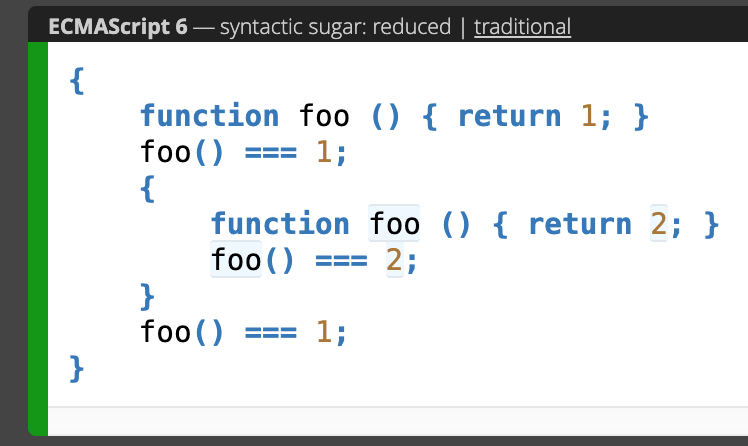 ECMAScript 6 — syntactic sugar: reduced | traditional
{
    function foo () { return 1; }
    foo() === 1;
    {
        function foo () { return 2; }
        foo() === 2;
    }
    foo() === 1;
}